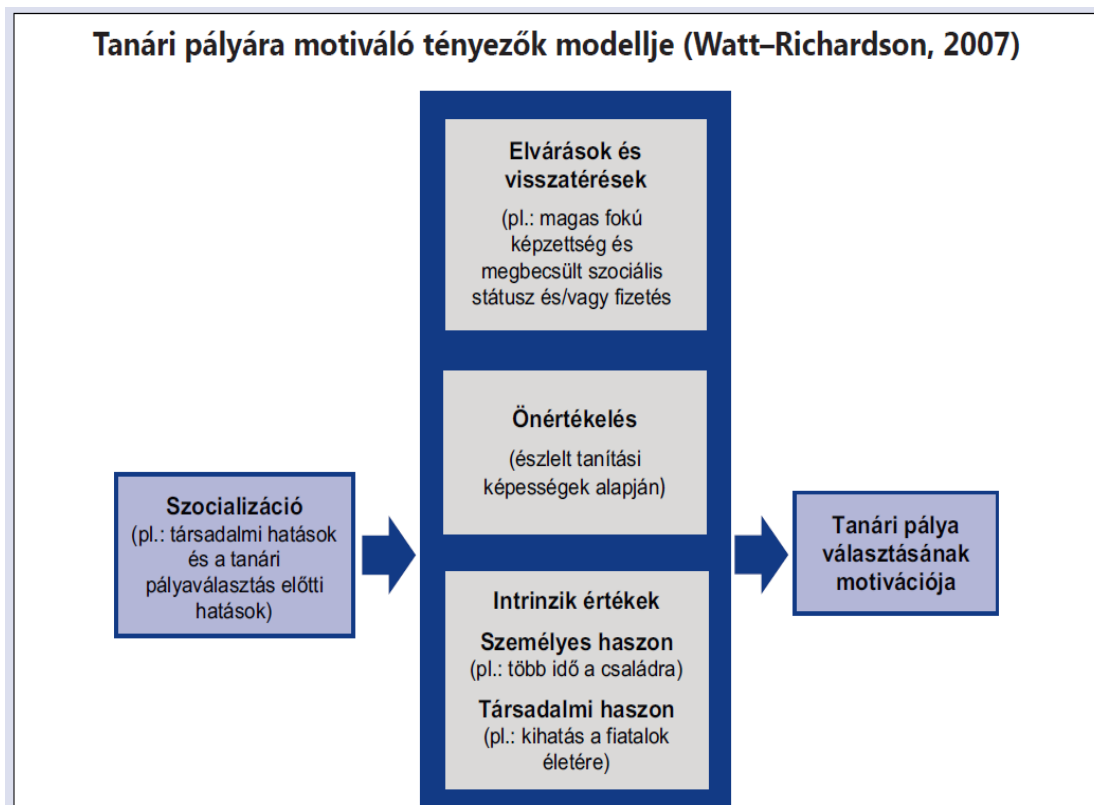 Tanári pályára motiváló tényezők modellje (Watt–Richardson, 2007)
Elvárások és
visszatérések
(pl.: magas fokú
képzettség és
megbecsült szociális
státusz és/vagy fizetés
Önértékelés
(észlelt tanítási
képességek alapján)
Szocializáció
(pl.: társadalmi hatások
és a tanári
pályaválasztás előtti
hatások)
Intrinzik értékek
Személyes haszon
(pl.: több idő a családra)
Társadalmi haszon
(pl.: kihatás a fiatalok
életére)
Tanári pálya
választásának
motivációja